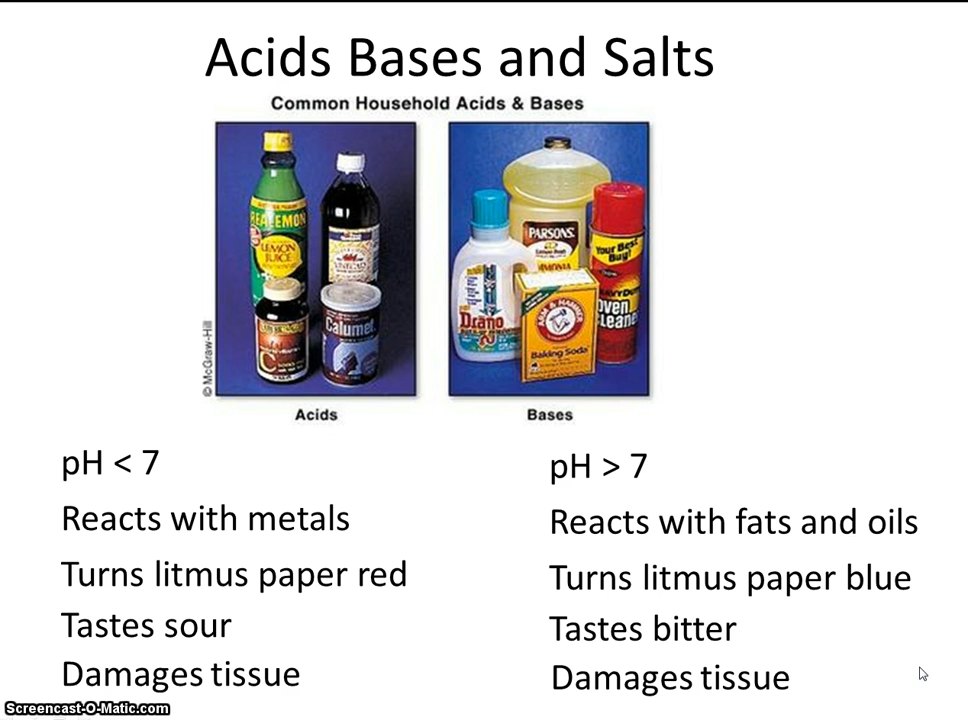 Acids Bases and Salts
Common Household Acids & Bases
REALEMON
LEMON
JUICE
VINEGAR
C
Calumet
PARSONS'
AMMONIA
Your Best
Buy!
Oven
Cleaner
Drano
ARM & HAMMER
Baking Soda
© McGraw-Hill
Acids
Bases
pH < 7
Reacts with metals
Turns litmus paper red
Tastes sour
Damages tissue
pH > 7
Reacts with fats and oils
Turns litmus paper blue
Tastes bitter
Damages tissue
Screencast-O-Matic.com